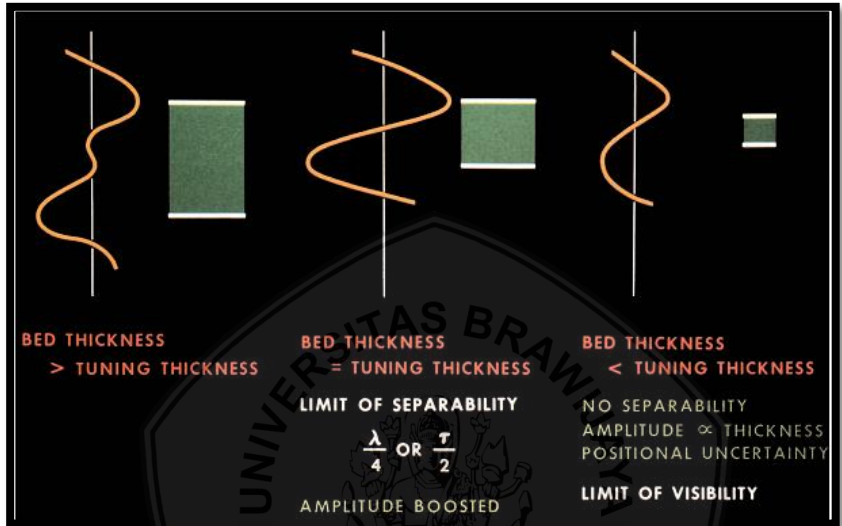 BED THICKNESS
> TUNING THICKNESS
BED THICKNESS
= TUNING THICKNESS
LIMIT OF SEPARABILITY
λ/4 OR τ/2
AMPLITUDE BOOSTED
BED THICKNESS
< TUNING THICKNESS
NO SEPARABILITY
AMPLITUDE ∝ THICKNESS
POSITIONAL UNCERTAINTY
LIMIT OF VISIBILITY
UNIVERSITAS BRAWIJAYA